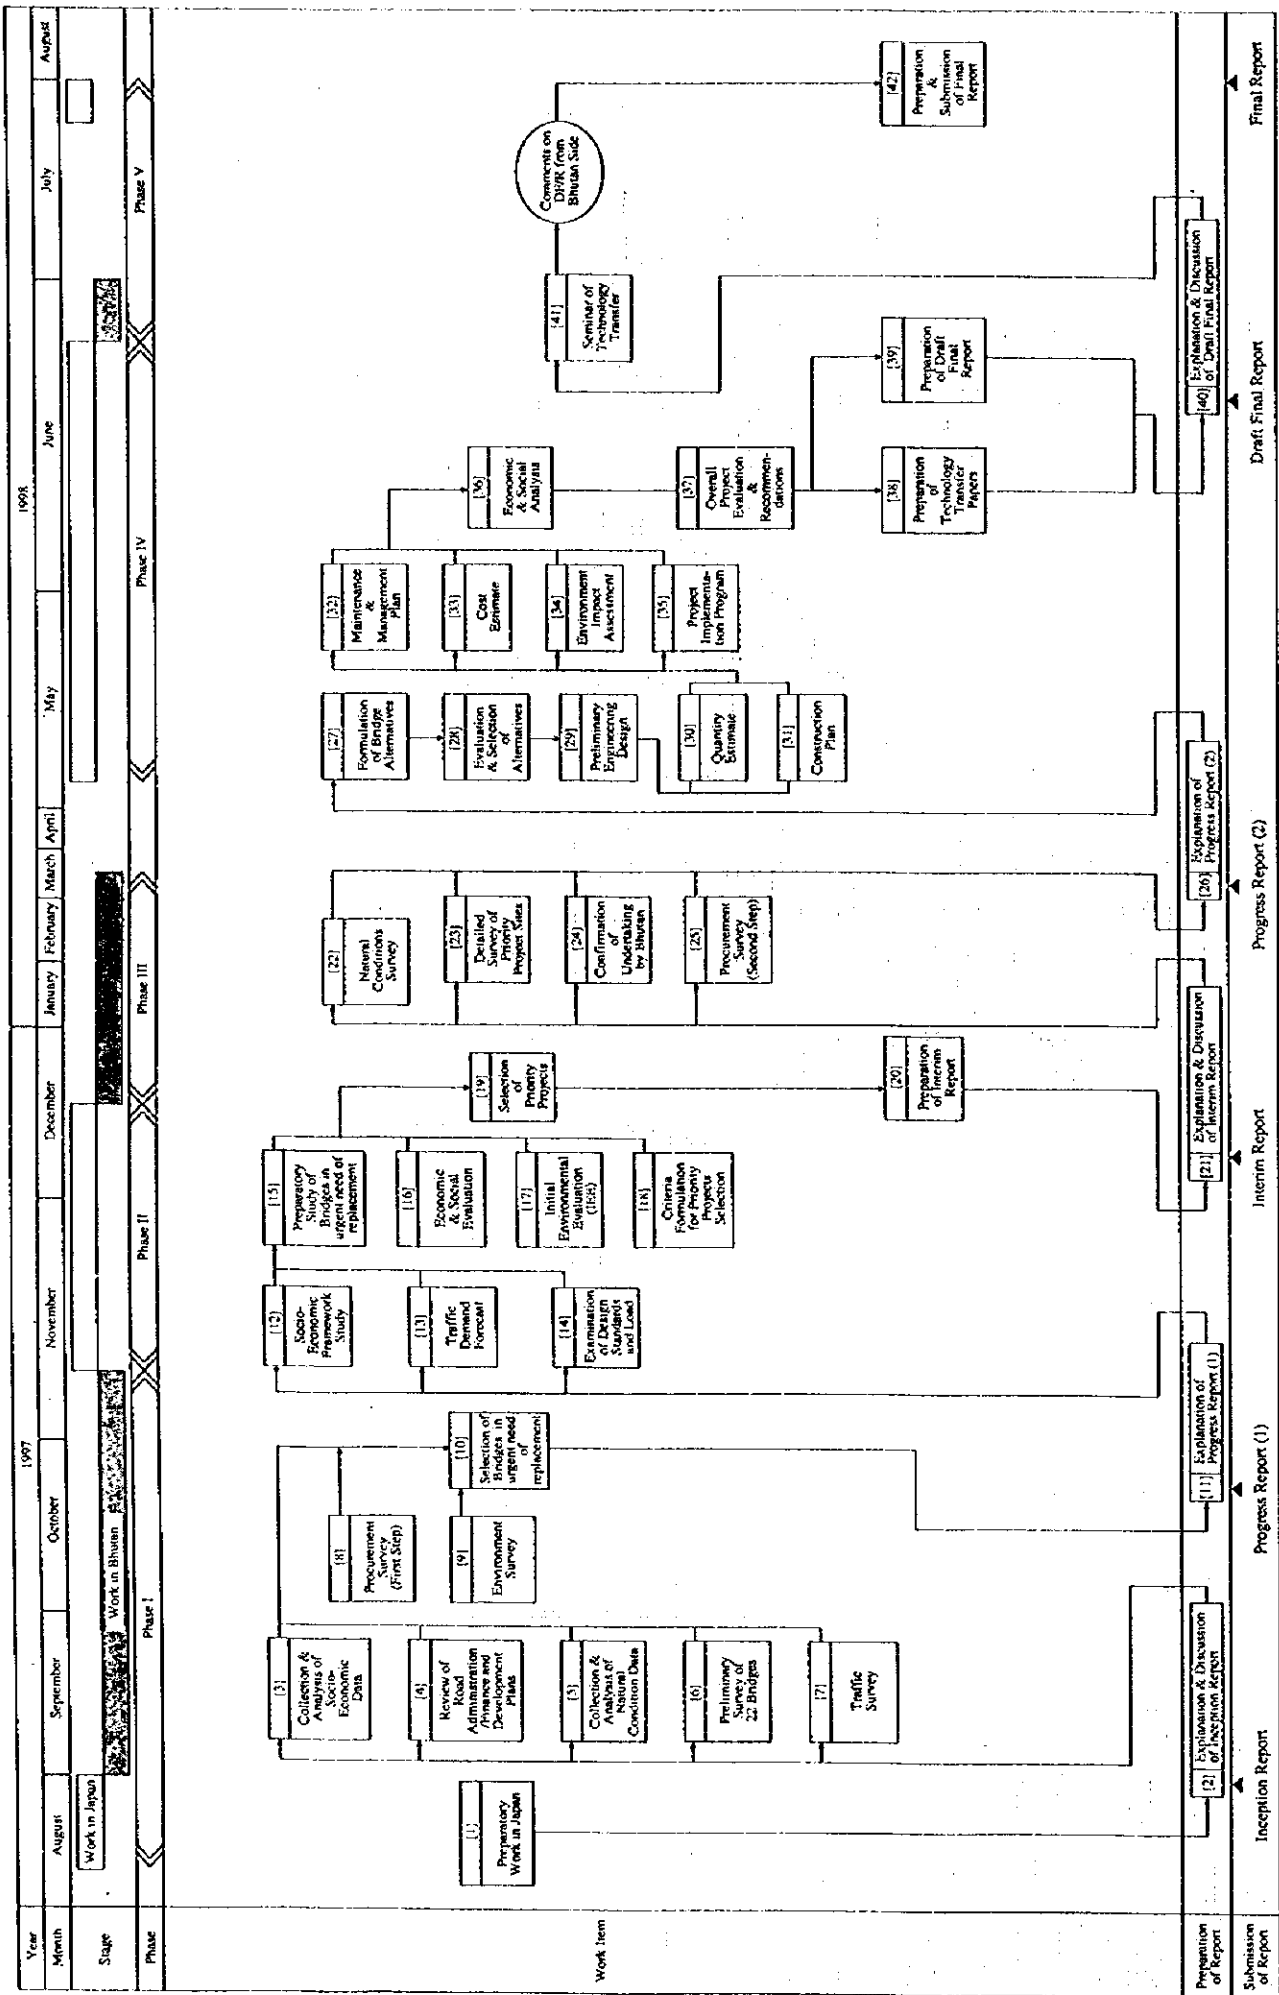 Year
1997
1998
Month
August
September
October
November
December
January
February
March
April
May
June
July
August
Stage
Work in Japan
Work in Bhutan
Phase
Phase I
Phase II
Phase III
Phase IV
Phase V
Work Item
[1]
Preparatory
Work in Japan
[3]
Collection &
Analysis of
Socio-
Economic
Data
[4]
Review of
Road
Administration
/Finance and
Development
Plans
[5]
Collection &
Analysis of
Natural
Condition Data
[6]
Preliminary
Survey of
22 Bridges
[7]
Traffic
Survey
[8]
Procurement
Survey
(First Step)
[9]
Environment
Survey
[10]
Selection of
Bridges in
urgent need
of
replacement
[12]
Socio-
Economic
Framework
Study
[13]
Traffic
Demand
Forecast
[14]
Examination
of Design
Standards
and Load
[15]
Preparatory
Study of
Bridges in
urgent need of
replacement
[16]
Economic
& Social
Evaluation
[17]
Initial
Environmental
Evaluation
(IEE)
[18]
Criteria
Formulation
for Priority
Projects
Selection
[19]
Selection
of
Priority
Projects
[20]
Preparation
of Interim
Report
[22]
Natural
Conditions
Survey
[23]
Detailed
Survey of
Priority
Project Sites
[24]
Confirmation
of
Undertaking
by Bhutan
[25]
Procurement
Survey
(Second Step)
[27]
Formulation
of Bridge
Alternatives
[28]
Evaluation
& Selection
of
Alternatives
[29]
Preliminary
Engineering
Design
[30]
Quantity
Estimate
[31]
Construction
Plan
[32]
Maintenance
&
Management
Plan
[33]
Cost
Estimate
[34]
Environment
Impact
Assessment
[35]
Project
Implementa-
tion Program
[36]
Economic
& Social
Analysis
[37]
Overall
Project
Evaluation
&
Recommen-
dations
[38]
Preparation
of
Technology
Transfer
Papers
[39]
Preparation
of Draft
Final
Report
[41]
Seminar of
Technology
Transfer
Comments on
DF/R from
Bhutan Side
[42]
Preparation
&
Submission
of Final
Report
Preparation
of Report
[2] Explanation & Discussion
of Inception Report
[11] Explanation of
Progress Report (1)
[21] Explanation & Discussion
of Interim Report
[26] Explanation of
Progress Report (2)
[40] Explanation & Discussion
of Draft Final Report
Submission
of Report
Inception Report
Progress Report (1)
Interim Report
Progress Report (2)
Draft Final Report
Final Report